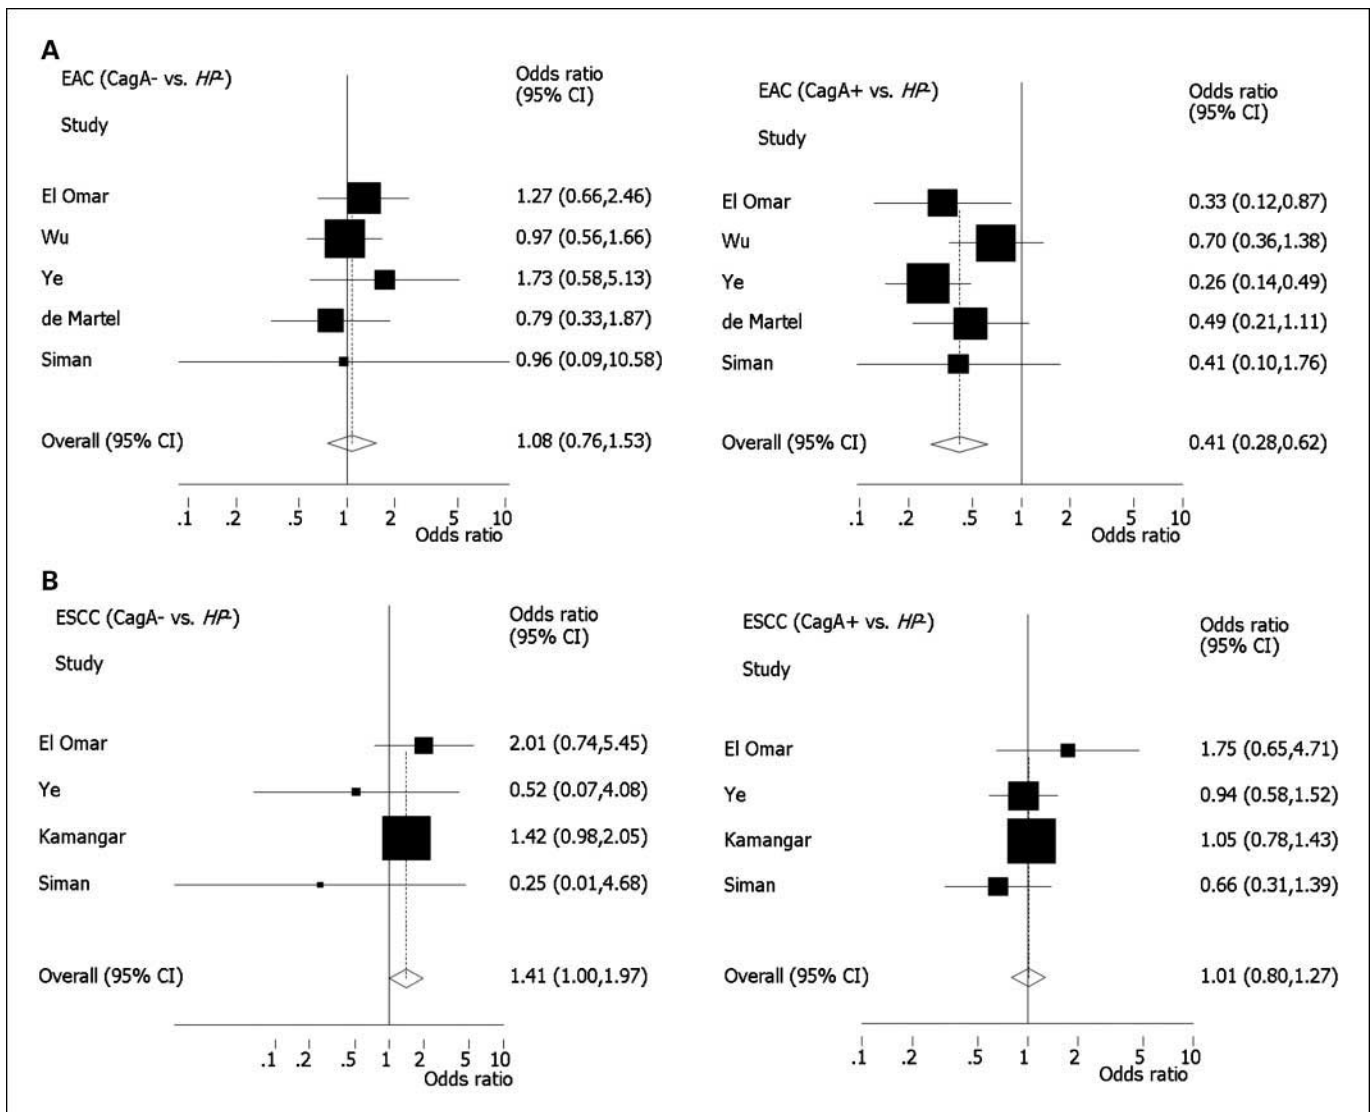 A
EAC (CagA- vs. HP-)
Odds ratio
(95% CI)
Study
El Omar 1.27 (0.66,2.46)
Wu 0.97 (0.56,1.66)
Ye 1.73 (0.58,5.13)
de Martel 0.79 (0.33,1.87)
Siman 0.96 (0.09,10.58)
Overall (95% CI) 1.08 (0.76,1.53)
.1 .2 .5 1 2 5 10
Odds ratio
EAC (CagA+ vs. HP-)
Odds ratio
(95% CI)
Study
El Omar 0.33 (0.12,0.87)
Wu 0.70 (0.36,1.38)
Ye 0.26 (0.14,0.49)
de Martel 0.49 (0.21,1.11)
Siman 0.41 (0.10,1.76)
Overall (95% CI) 0.41 (0.28,0.62)
.1 .2 .5 1 2 5 10
Odds ratio
B
ESCC (CagA- vs. HP-)
Odds ratio
(95% CI)
Study
El Omar 2.01 (0.74,5.45)
Ye 0.52 (0.07,4.08)
Kamangar 1.42 (0.98,2.05)
Siman 0.25 (0.01,4.68)
Overall (95% CI) 1.41 (1.00,1.97)
.1 .2 .5 1 2 5 10
Odds ratio
ESCC (CagA+ vs. HP-)
Odds ratio
(95% CI)
Study
El Omar 1.75 (0.65,4.71)
Ye 0.94 (0.58,1.52)
Kamangar 1.05 (0.78,1.43)
Siman 0.66 (0.31,1.39)
Overall (95% CI) 1.01 (0.80,1.27)
.1 .2 .5 1 2 5 10
Odds ratio